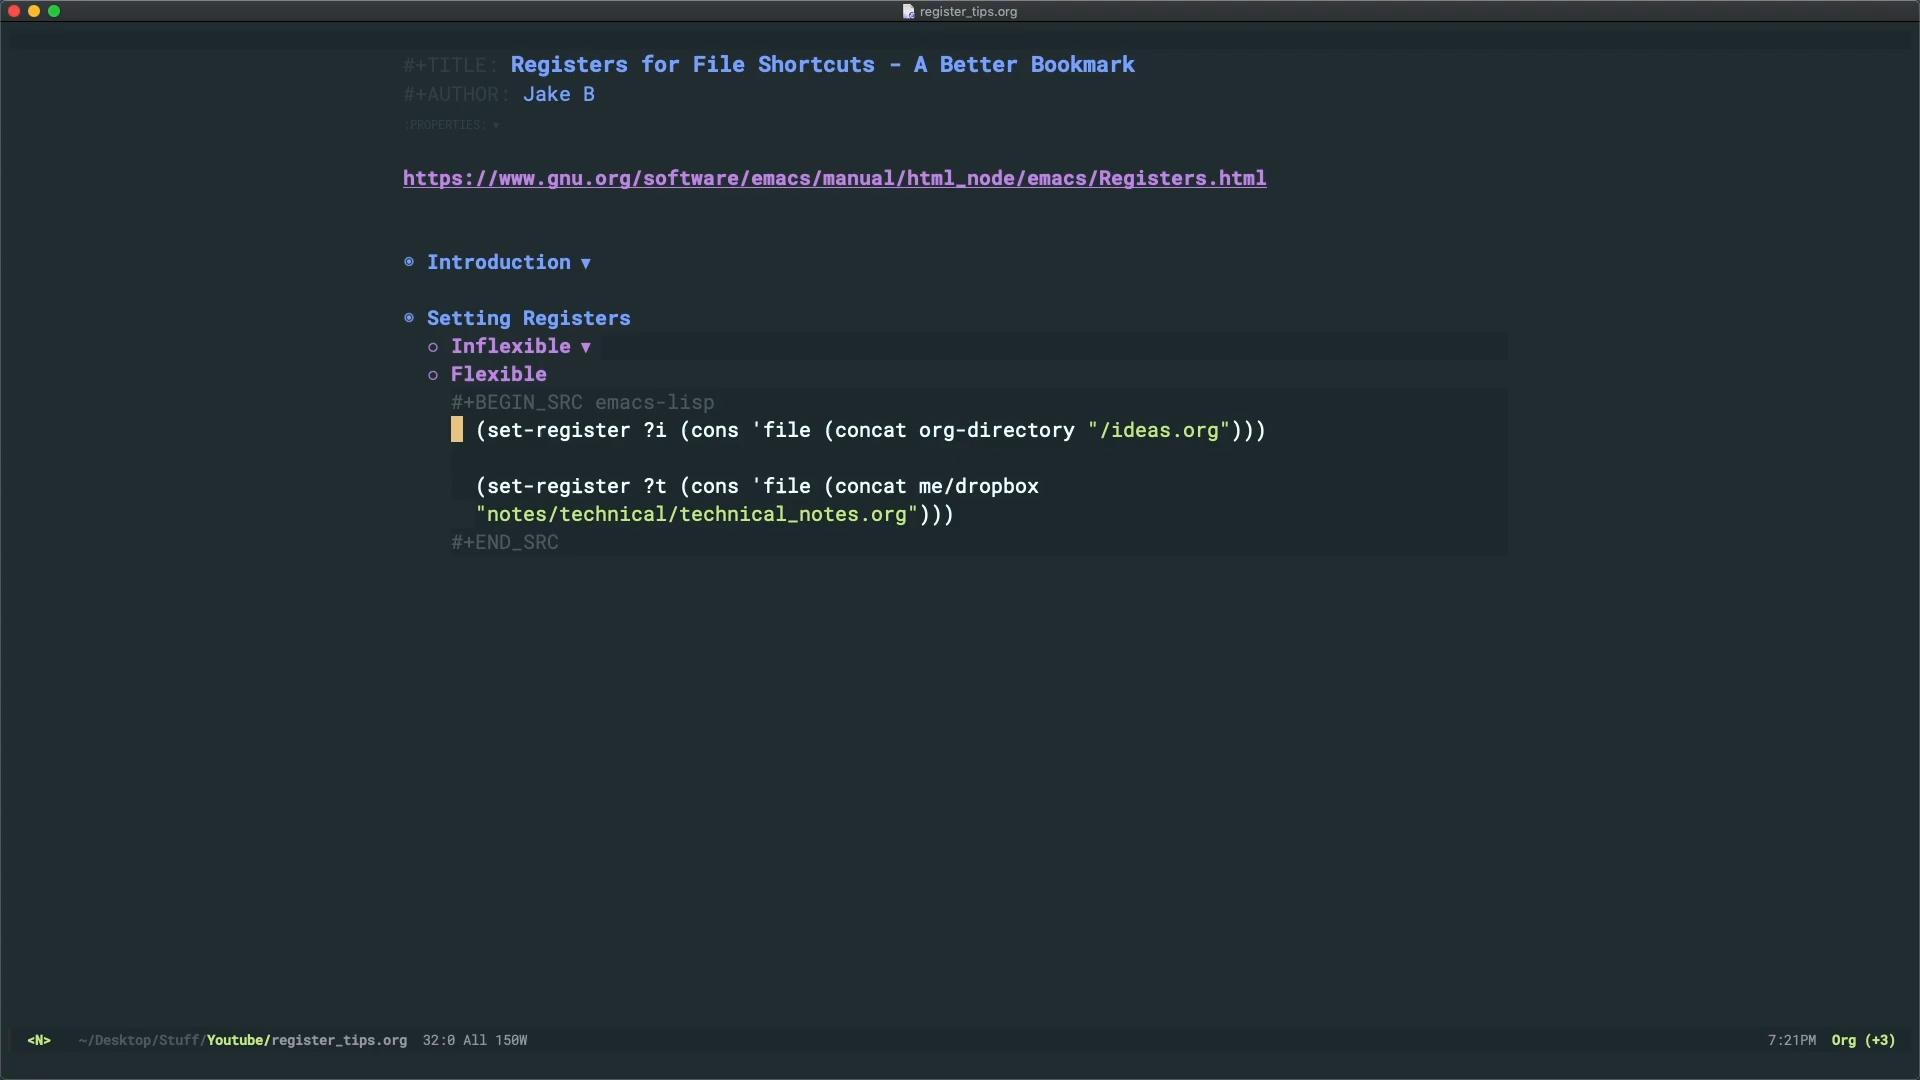 register_tips.org
#+TITLE: Registers for File Shortcuts - A Better Bookmark
#+AUTHOR: Jake B
:PROPERTIES: ▾
https://www.gnu.org/software/emacs/manual/html_node/emacs/Registers.html
Introduction ▼
Setting Registers
Inflexible ▼
Flexible
#+BEGIN_SRC emacs-lisp
(set-register ?i (cons 'file (concat org-directory "/ideas.org")))
(set-register ?t (cons 'file (concat me/dropbox
"notes/technical/technical_notes.org")))
#+END_SRC
<N> ~/Desktop/Stuff/Youtube/register_tips.org 32:0 All 150W 7:21PM Org (+3)